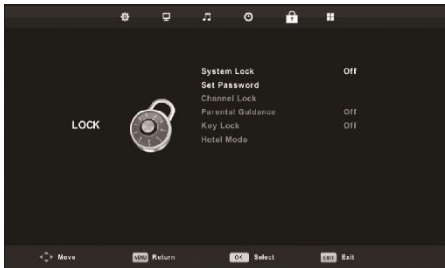 System Lock Off
Set Password
Channel Lock
Parental Guidance Off
LOCK
Key Lock Off
Hotel Mode
Move MENU Return OK Select EXIT Exit